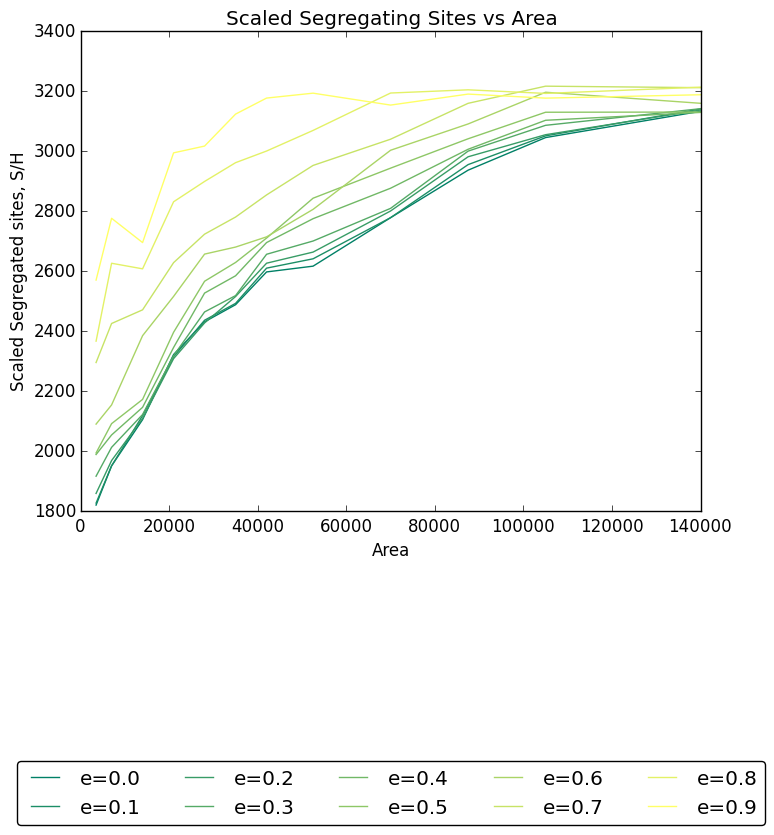 Scaled Segregating Sites vs Area
3400
3200
3000
2800
2600
2400
2200
2000
1800
Scaled Segregated sites, S/H
0 20000 40000 60000 80000 100000 120000 140000
Area
e=0.0 e=0.2 e=0.4 e=0.6 e=0.8
e=0.1 e=0.3 e=0.5 e=0.7 e=0.9